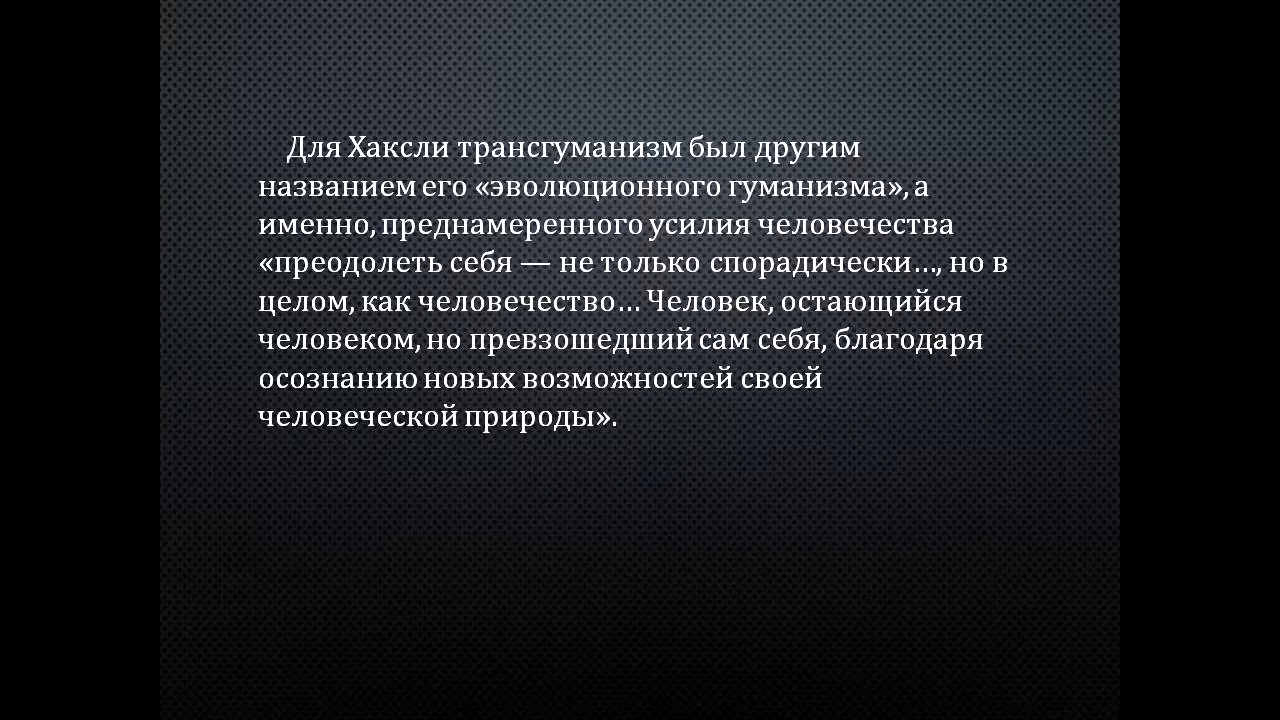 Для Хаксли трансгуманизм был другим
названием его «эволюционного гуманизма», а
именно, преднамеренного усилия человечества
«преодолеть себя — не только спорадически…, но в
целом, как человечество… Человек, остающийся
человеком, но превзошедший сам себя, благодаря
осознанию новых возможностей своей
человеческой природы».